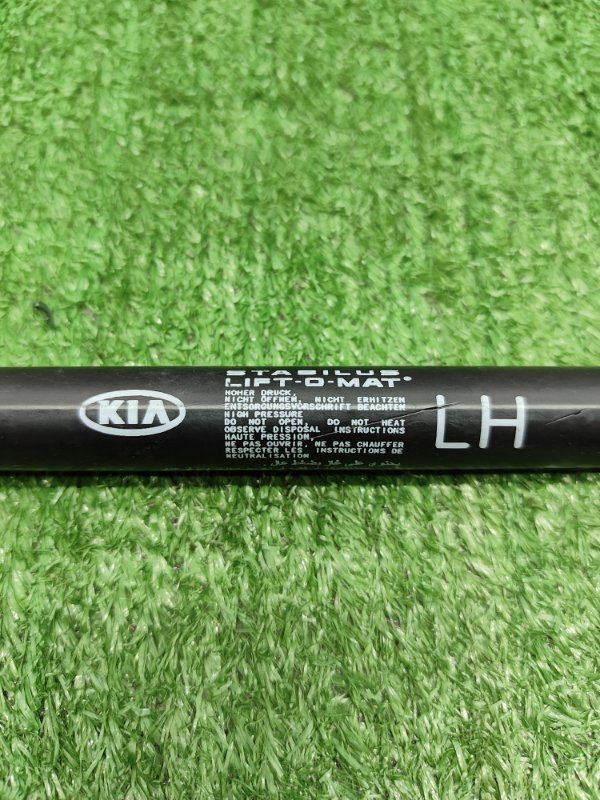 KIA
STABILUS
LIFT-O-MAT®
HOHER DRUCK,
NICHT ÖFFNEN, NICHT ERHITZEN
ENTSORGUNGSVORSCHRIFT BEACHTEN
HIGH PRESSURE
DO NOT OPEN, DO NOT HEAT
OBSERVE DISPOSAL INSTRUCTIONS
HAUTE PRESSION,
NE PAS OUVRIR, NE PAS CHAUFFER
RESPECTER LES INSTRUCTIONS DE
NEUTRALISATION
LH